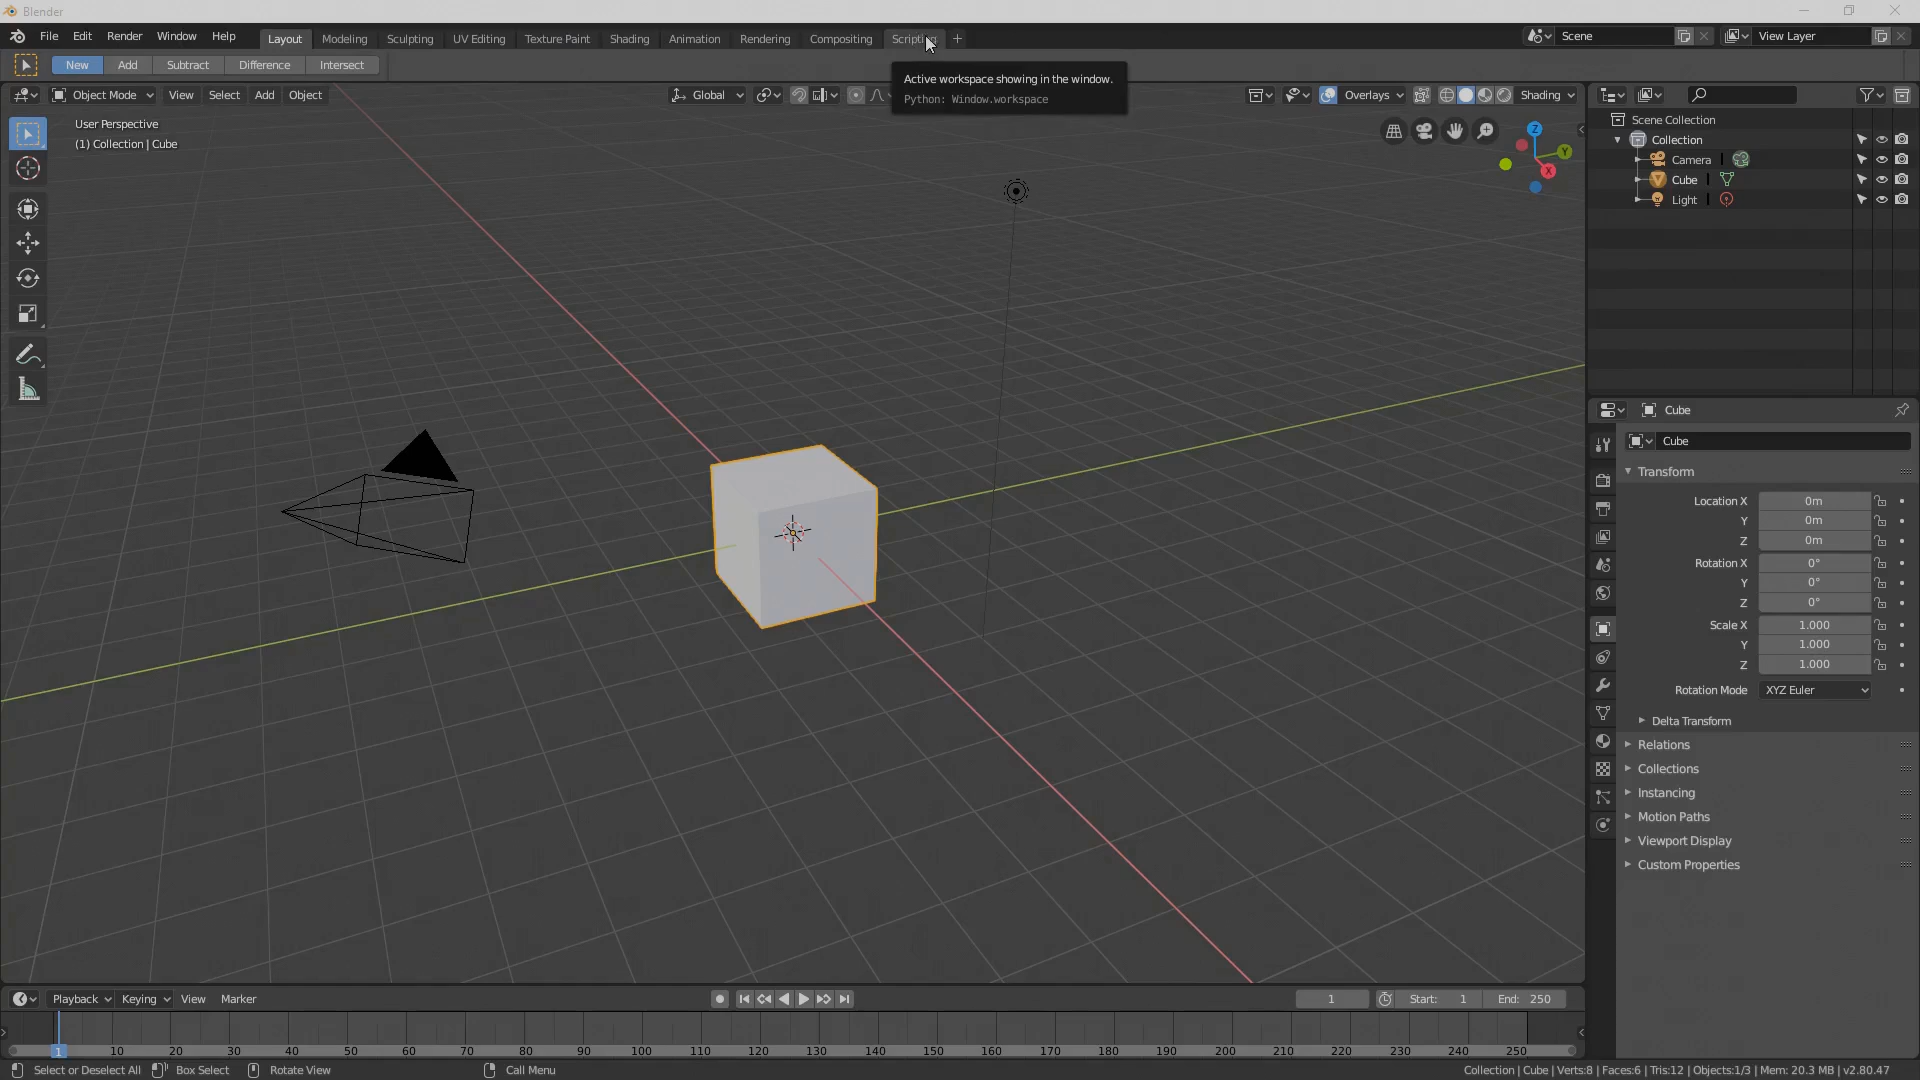 Blender
File Edit Render Window Help Layout Modeling Sculpting UV Editing Texture Paint Shading Animation Rendering Compositing Scripting + Scene View Layer
New Add Subtract Difference Intersect
Active workspace showing in the window.
Python: Window.workspace
Object Mode View Select Add Object Global Overlays Shading
User Perspective
(1) Collection | Cube
Z
Y
X
Scene Collection
Collection
Camera
Cube
Light
Cube
Cube
Transform
Location X 0m
Y 0m
Z 0m
Rotation X 0°
Y 0°
Z 0°
Scale X 1.000
Y 1.000
Z 1.000
Rotation Mode XYZ Euler
Delta Transform
Relations
Collections
Instancing
Motion Paths
Viewport Display
Custom Properties
Playback Keying View Marker 1 Start: 1 End: 250
1 10 20 30 40 50 60 70 80 90 100 110 120 130 140 150 160 170 180 190 200 210 220 230 240 250
Select or Deselect All Box Select Rotate View Call Menu Collection | Cube | Verts:8 | Faces:6 | Tris:12 | Objects:1/3 | Mem: 20.3 MB | v2.80.47